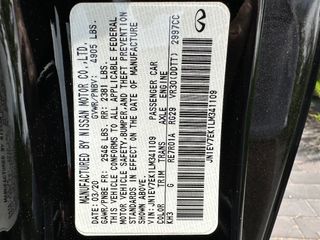 MANUFACTURED BY NISSAN MOTOR CO.,LTD.
DATE: 03/20 GVWR/PNBV: 4905 LBS.
GAWR/PNBE FR: 2546 LBS. RR: 2381 LBS.
THIS VEHICLE CONFORMS TO ALL APPLICABLE FEDERAL
MOTOR VEHICLE SAFETY, BUMPER, AND THEFT PREVENTION
STANDARDS IN EFFECT ON THE DATE OF MANUFACTURE
SHOWN ABOVE.
VIN: JN1EV7EK1LM341109 PASSENGER CAR
COLOR TRIM TRANS AXLE ENGINE
KH3 G RE7R01A RG29 VR30(DDTT) 2997CC
JN1EV7EK1LM341109